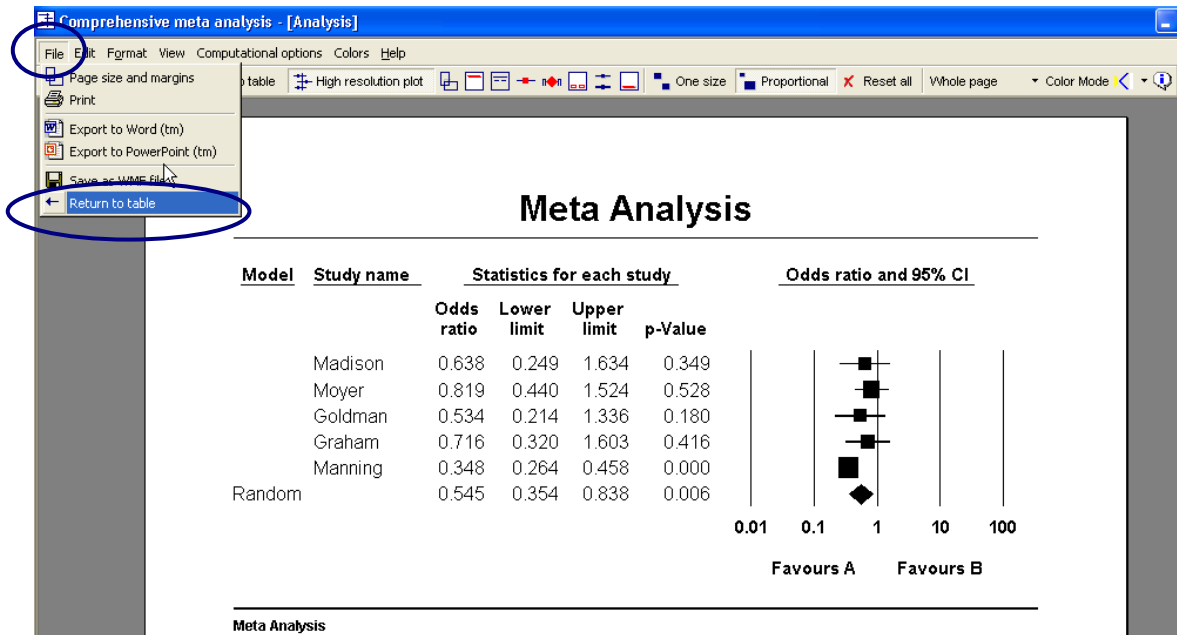 Comprehensive meta analysis - [Analysis]
File Edit Format View Computational options Colors Help
table High resolution plot One size Proportional Reset all Whole page Color Mode
Page size and margins
Print
Export to Word (tm)
Export to PowerPoint (tm)
Save as WMF file
Return to table
Meta Analysis
Model Study name Statistics for each study Odds ratio and 95% CI
Odds Lower Upper
ratio limit limit p-Value
Madison 0.638 0.249 1.634 0.349
Moyer 0.819 0.440 1.524 0.528
Goldman 0.534 0.214 1.336 0.180
Graham 0.716 0.320 1.603 0.416
Manning 0.348 0.264 0.458 0.000
Random 0.545 0.354 0.838 0.006
0.01 0.1 1 10 100
Favours A Favours B
Meta Analysis